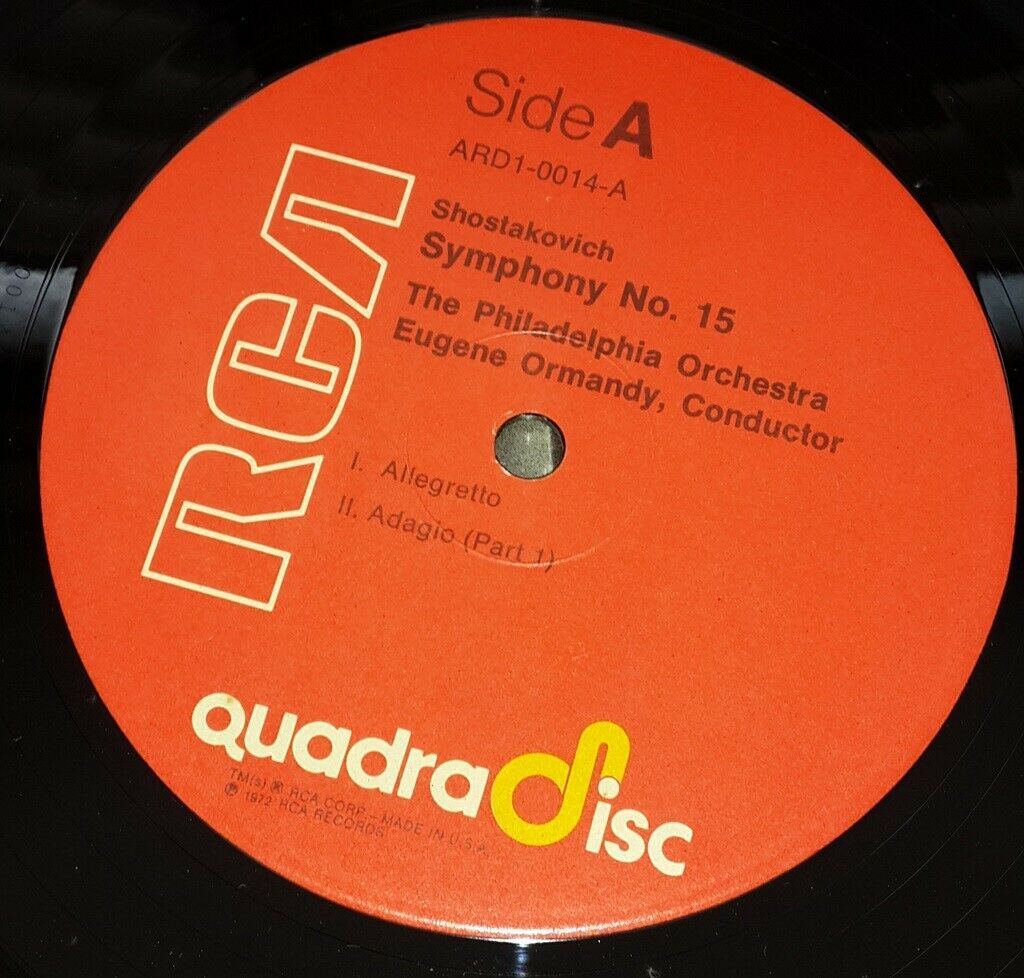 Side A
ARD1-0014-A
Shostakovich
Symphony No. 15
The Philadelphia Orchestra
Eugene Ormandy, Conductor
RCA
I. Allegretto
II. Adagio (Part 1)
quadradisc
TM(s) ® RCA CORP. – MADE IN U.S.A.
℗ 1972 RCA RECORDS
001